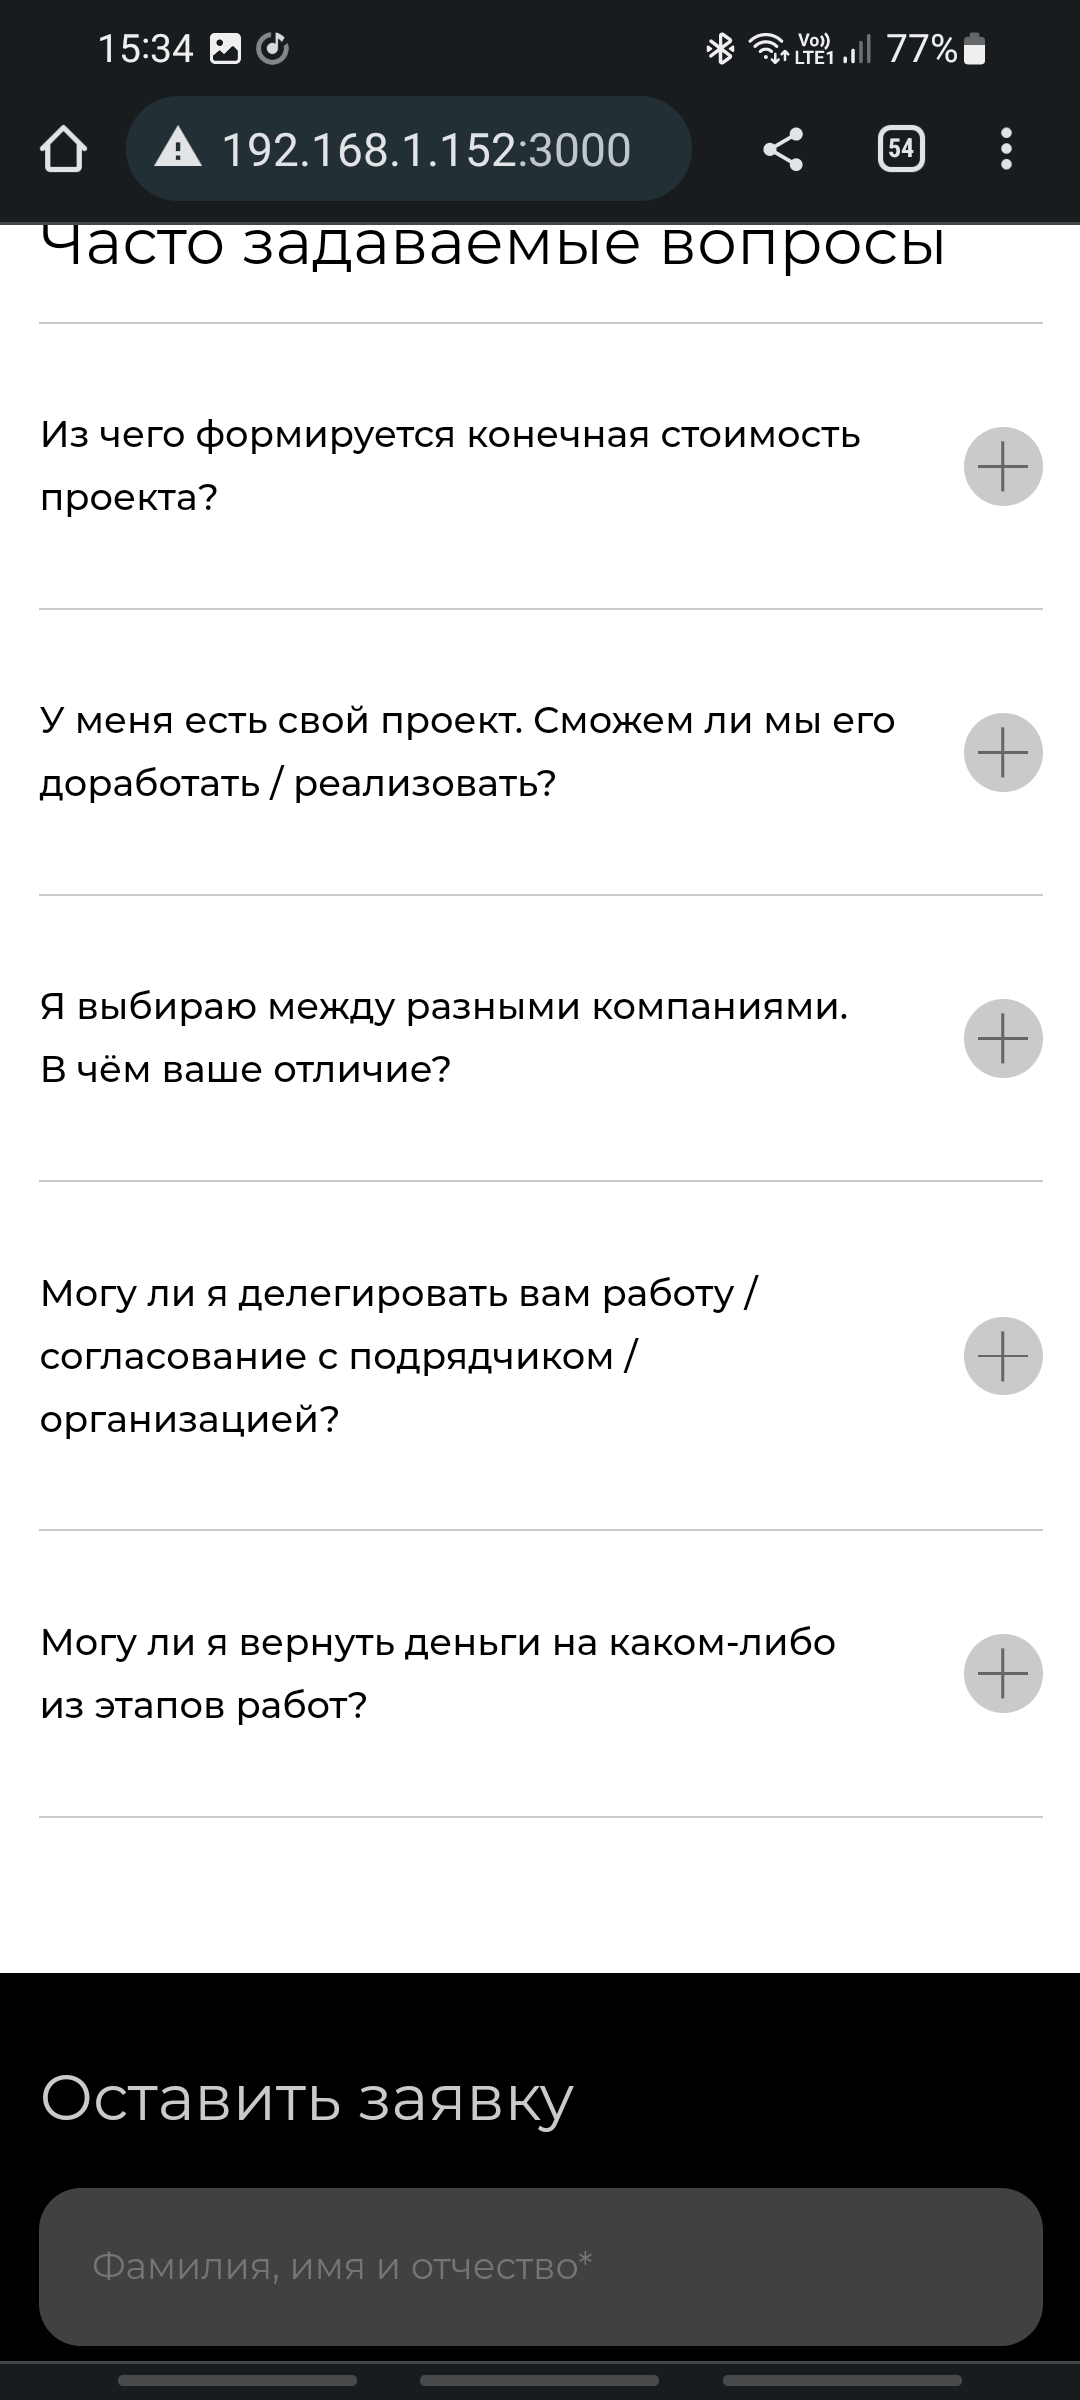 15:34
Vo))
LTE1
77%
192.168.1.152:3000
54
Часто задаваемые вопросы
Из чего формируется конечная стоимость
проекта?
У меня есть свой проект. Сможем ли мы его
доработать / реализовать?
Я выбираю между разными компаниями.
В чём ваше отличие?
Могу ли я делегировать вам работу /
согласование с подрядчиком /
организацией?
Могу ли я вернуть деньги на каком-либо
из этапов работ?
Оставить заявку
Фамилия, имя и отчество*